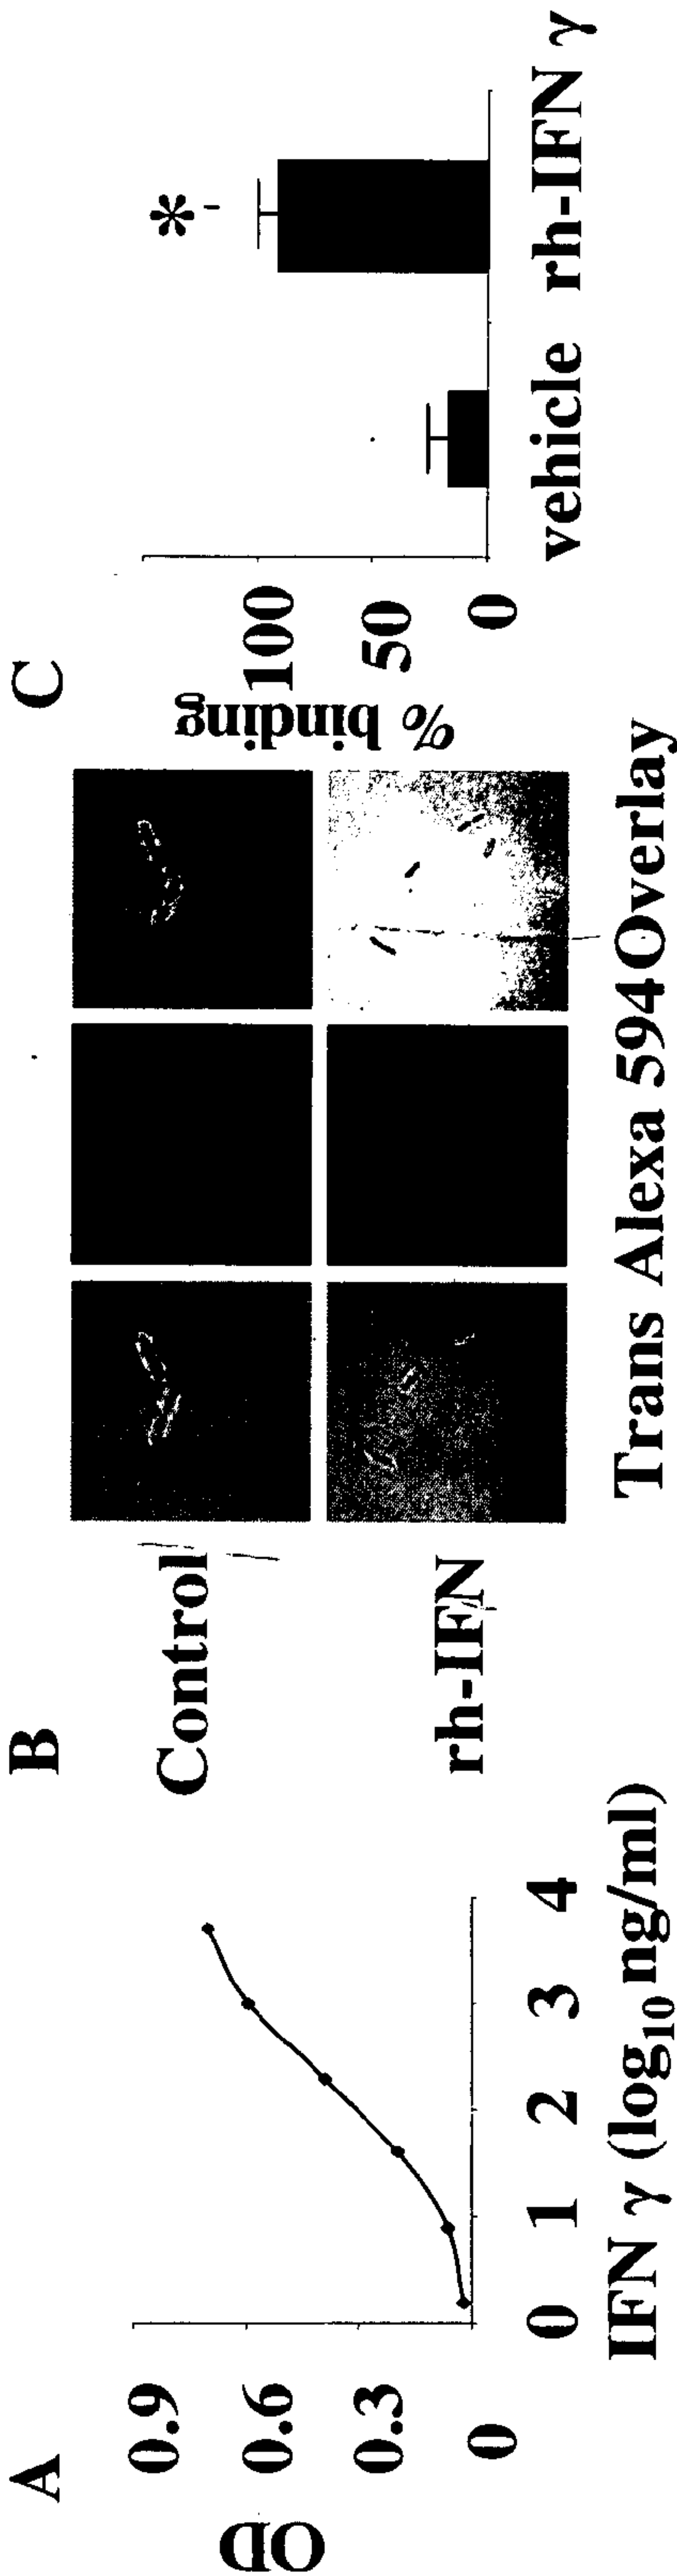 A
OD
0.9
0.6
0.3
0
0 1 2 3 4
IFN γ (log10 ng/ml)
B
Control
rh-IFN
Trans Alexa 594 Overlay
C
% binding
100
50
0
vehicle rh-IFN γ
*